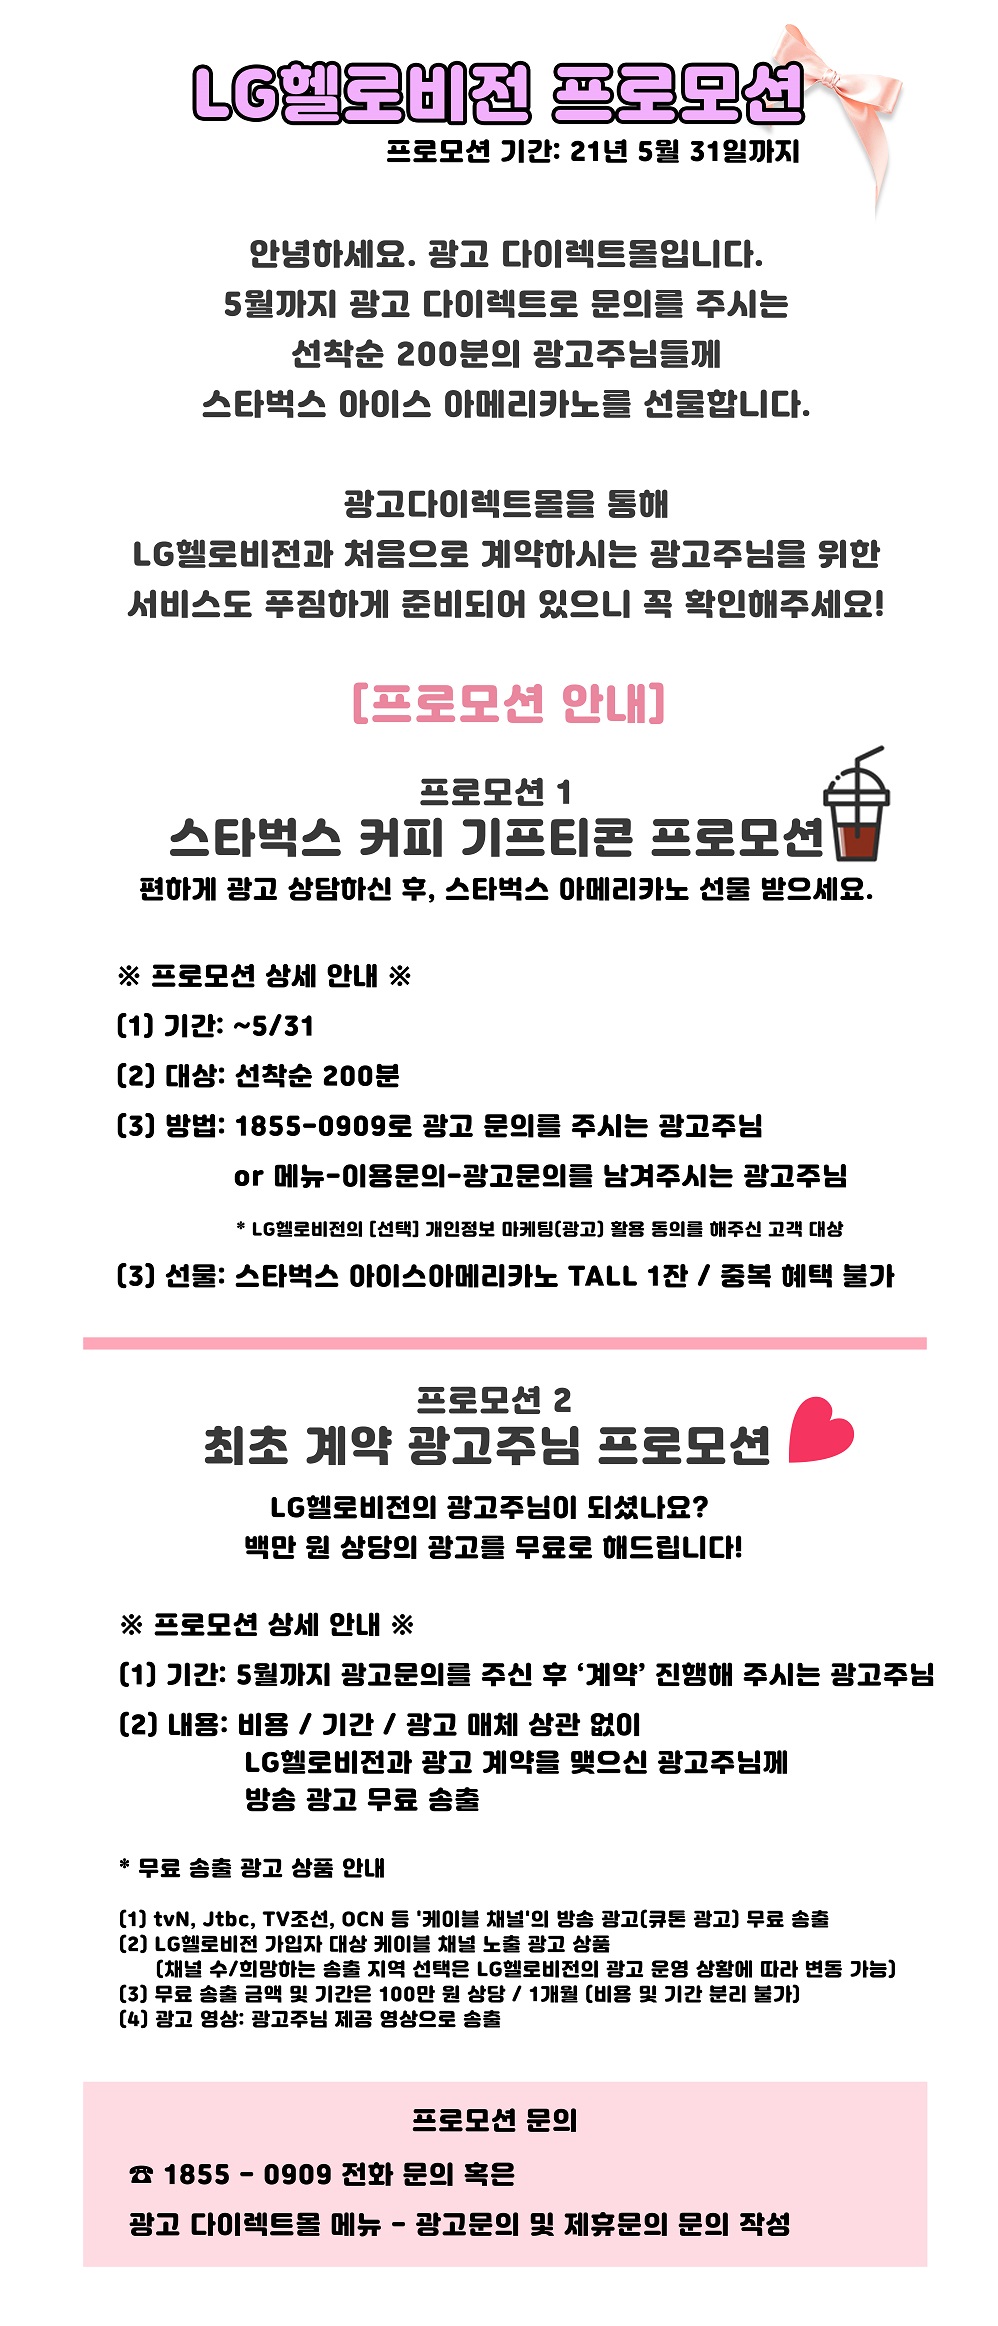 LG헬로비전 프로모션
프로모션 기간: 21년 5월 31일까지
안녕하세요. 광고 다이렉트몰입니다.
5월까지 광고 다이렉트로 문의를 주시는
선착순 200분의 광고주님들께
스타벅스 아이스 아메리카노를 선물합니다.
광고다이렉트몰을 통해
LG헬로비전과 처음으로 계약하시는 광고주님을 위한
서비스도 푸짐하게 준비되어 있으니 꼭 확인해주세요!
[프로모션 안내]
프로모션 1
스타벅스 커피 기프티콘 프로모션
편하게 광고 상담하신 후, 스타벅스 아메리카노 선물 받으세요.
※ 프로모션 상세 안내 ※
(1) 기간: ~5/31
(2) 대상: 선착순 200분
(3) 방법: 1855-0909로 광고 문의를 주시는 광고주님
or 메뉴-이용문의-광고문의를 남겨주시는 광고주님
* LG헬로비전의 [선택] 개인정보 마케팅(광고) 활용 동의를 해주신 고객 대상
(3) 선물: 스타벅스 아이스아메리카노 TALL 1잔 / 중복 혜택 불가
프로모션 2
최초 계약 광고주님 프로모션
LG헬로비전의 광고주님이 되셨나요?
백만 원 상당의 광고를 무료로 해드립니다!
※ 프로모션 상세 안내 ※
(1) 기간: 5월까지 광고문의를 주신 후 ‘계약’ 진행해 주시는 광고주님
(2) 내용: 비용 / 기간 / 광고 매체 상관 없이
LG헬로비전과 광고 계약을 맺으신 광고주님께
방송 광고 무료 송출
* 무료 송출 광고 상품 안내
(1) tvN, Jtbc, TV조선, OCN 등 '케이블 채널'의 방송 광고(큐톤 광고) 무료 송출
(2) LG헬로비전 가입자 대상 케이블 채널 노출 광고 상품
(채널 수/희망하는 송출 지역 선택은 LG헬로비전의 광고 운영 상황에 따라 변동 가능)
(3) 무료 송출 금액 및 기간은 100만 원 상당 / 1개월 (비용 및 기간 분리 불가)
(4) 광고 영상: 광고주님 제공 영상으로 송출
프로모션 문의
☎ 1855 - 0909 전화 문의 혹은
광고 다이렉트몰 메뉴 - 광고문의 및 제휴문의 문의 작성